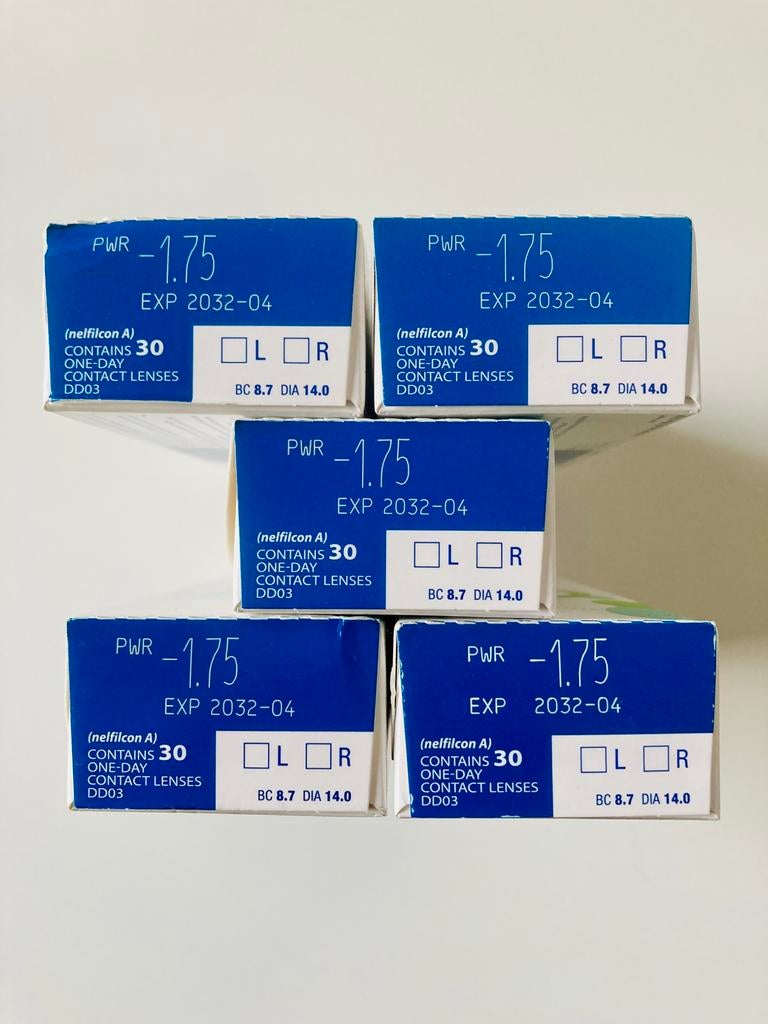 PWR -1.75
EXP 2032-04
(nelfilcon A)
CONTAINS 30
ONE-DAY
CONTACT LENSES
DD03
L R
BC 8.7 DIA 14.0
PWR -1.75
EXP 2032-04
(nelfilcon A)
CONTAINS 30
ONE-DAY
CONTACT LENSES
DD03
L R
BC 8.7 DIA 14.0
PWR -1.75
EXP 2032-04
(nelfilcon A)
CONTAINS 30
ONE-DAY
CONTACT LENSES
DD03
L R
BC 8.7 DIA 14.0
PWR -1.75
EXP 2032-04
(nelfilcon A)
CONTAINS 30
ONE-DAY
CONTACT LENSES
DD03
L R
BC 8.7 DIA 14.0
PWR -1.75
EXP 2032-04
(nelfilcon A)
CONTAINS 30
ONE-DAY
CONTACT LENSES
DD03
L R
BC 8.7 DIA 14.0